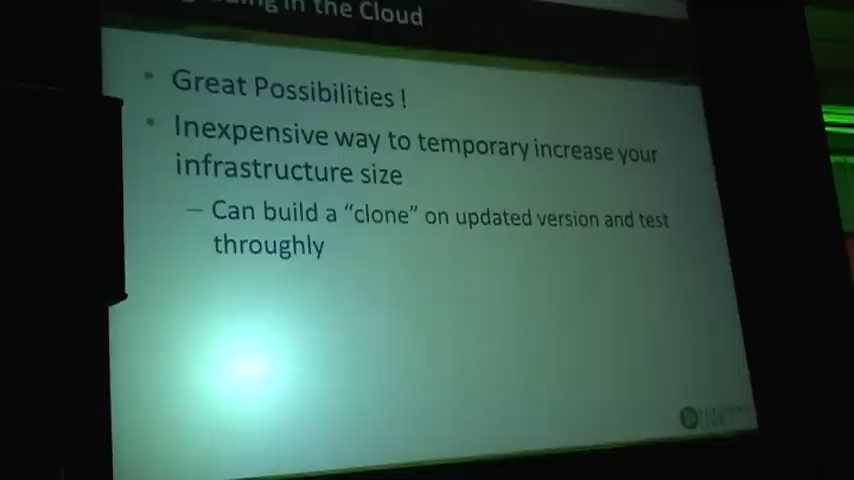 in the Cloud
• Great Possibilities !
• Inexpensive way to temporary increase your
infrastructure size
– Can build a “clone” on updated version and test
throughly